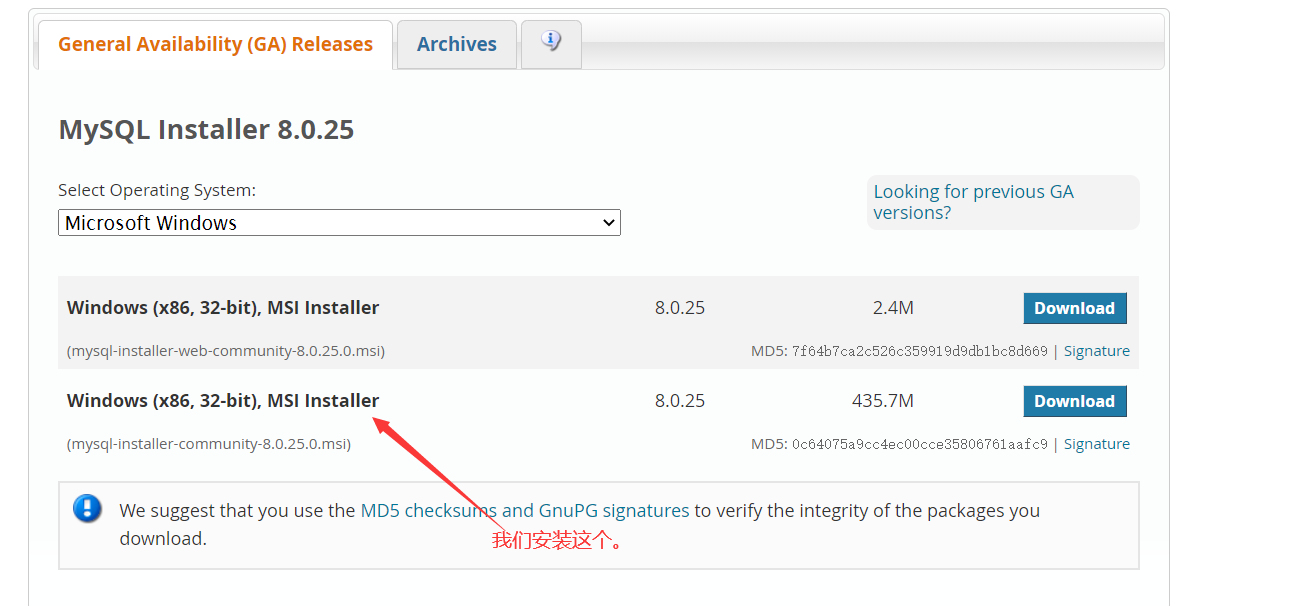 General Availability (GA) Releases
Archives
MySQL Installer 8.0.25
Select Operating System:
Looking for previous GA
versions?
Microsoft Windows
Windows (x86, 32-bit), MSI Installer 8.0.25 2.4M Download
(mysql-installer-web-community-8.0.25.0.msi) MD5: 7f64b7ca2c526c359919d9db1bc8d669 | Signature
Windows (x86, 32-bit), MSI Installer 8.0.25 435.7M Download
(mysql-installer-community-8.0.25.0.msi) MD5: 0c64075a9cc4ec00cce35806761aafc9 | Signature
We suggest that you use the MD5 checksums and GnuPG signatures to verify the integrity of the packages you
download.
我们安装这个。